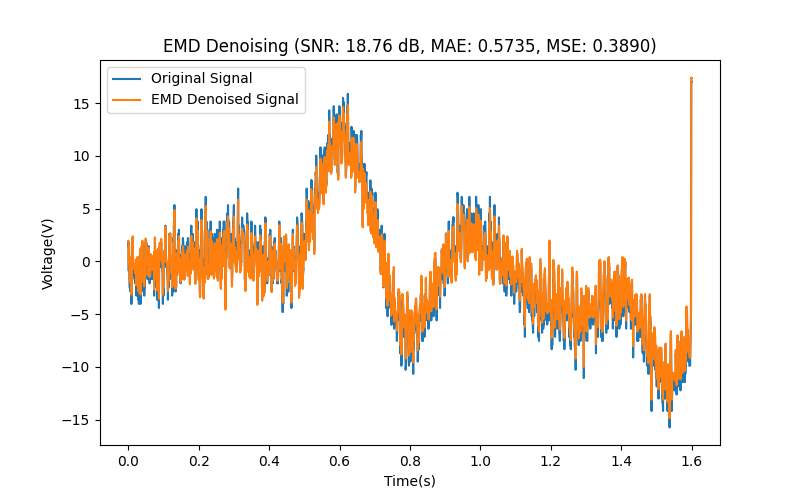 EMD Denoising (SNR: 18.76 dB, MAE: 0.5735, MSE: 0.3890)
Original Signal
EMD Denoised Signal
15
10
5
0
−5
−10
−15
Voltage(V)
0.0 0.2 0.4 0.6 0.8 1.0 1.2 1.4 1.6
Time(s)